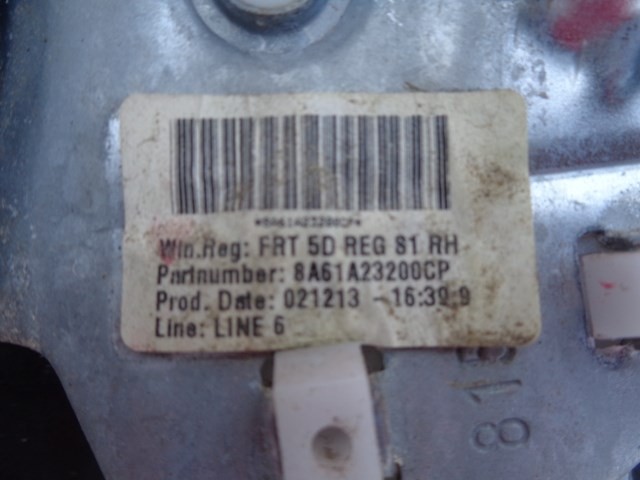 *8A61A23200CP*
Win.Reg: FRT 5D REG S1 RH
Partnumber: 8A61A23200CP
Prod. Date: 021213 - 16:39:9
Line: LINE 6